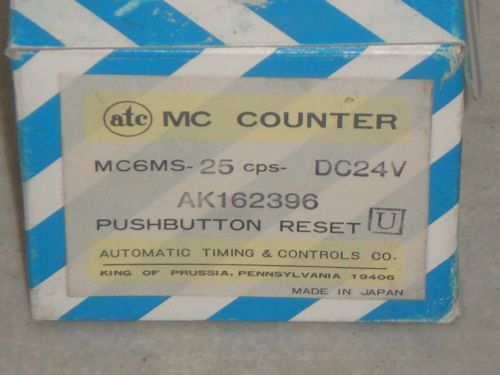 atc MC COUNTER
MC6MS-25 cps- DC24V
AK162396
PUSHBUTTON RESET U
AUTOMATIC TIMING & CONTROLS CO.
KING OF PRUSSIA, PENNSYLVANIA 19406
MADE IN JAPAN